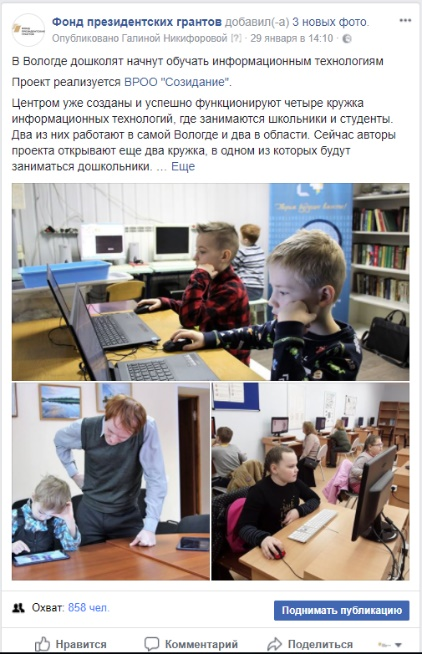 Фонд президентских грантов добавил(-а) 3 новых фото.
Опубликовано Галиной Никифоровой [?] · 29 января в 14:10 ·
В Вологде дошколят начнут обучать информационным технологиям
Проект реализуется ВРОО "Созидание".
Центром уже созданы и успешно функционируют четыре кружка
информационных технологий, где занимаются школьники и студенты.
Два из них работают в самой Вологде и два в области. Сейчас авторы
проекта открывают еще два кружка, в одном из которых будут
заниматься дошкольники. … Еще
Охват: 858 чел.
Поднимать публикацию
Нравится Комментарий Поделиться